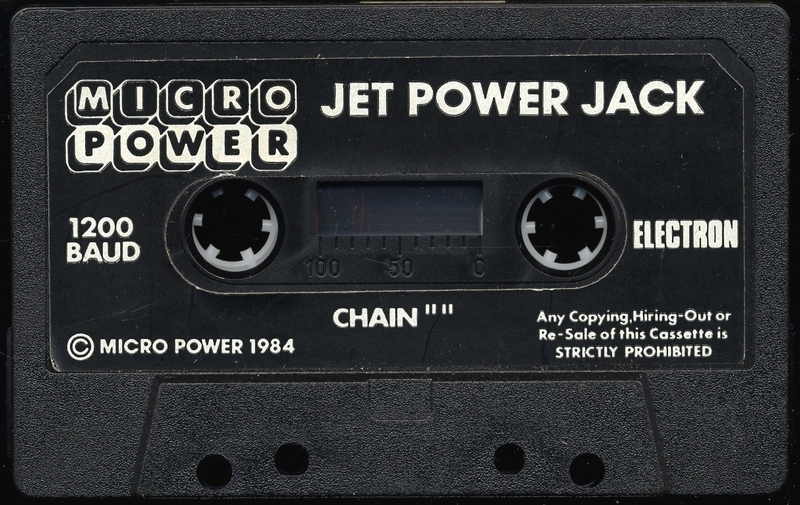 MICRO
POWER
JET POWER JACK
1200
BAUD
ELECTRON
100 50 0
CHAIN " "
Any Copying,Hiring-Out or
Re-Sale of this Cassette is
STRICTLY PROHIBITED
© MICRO POWER 1984